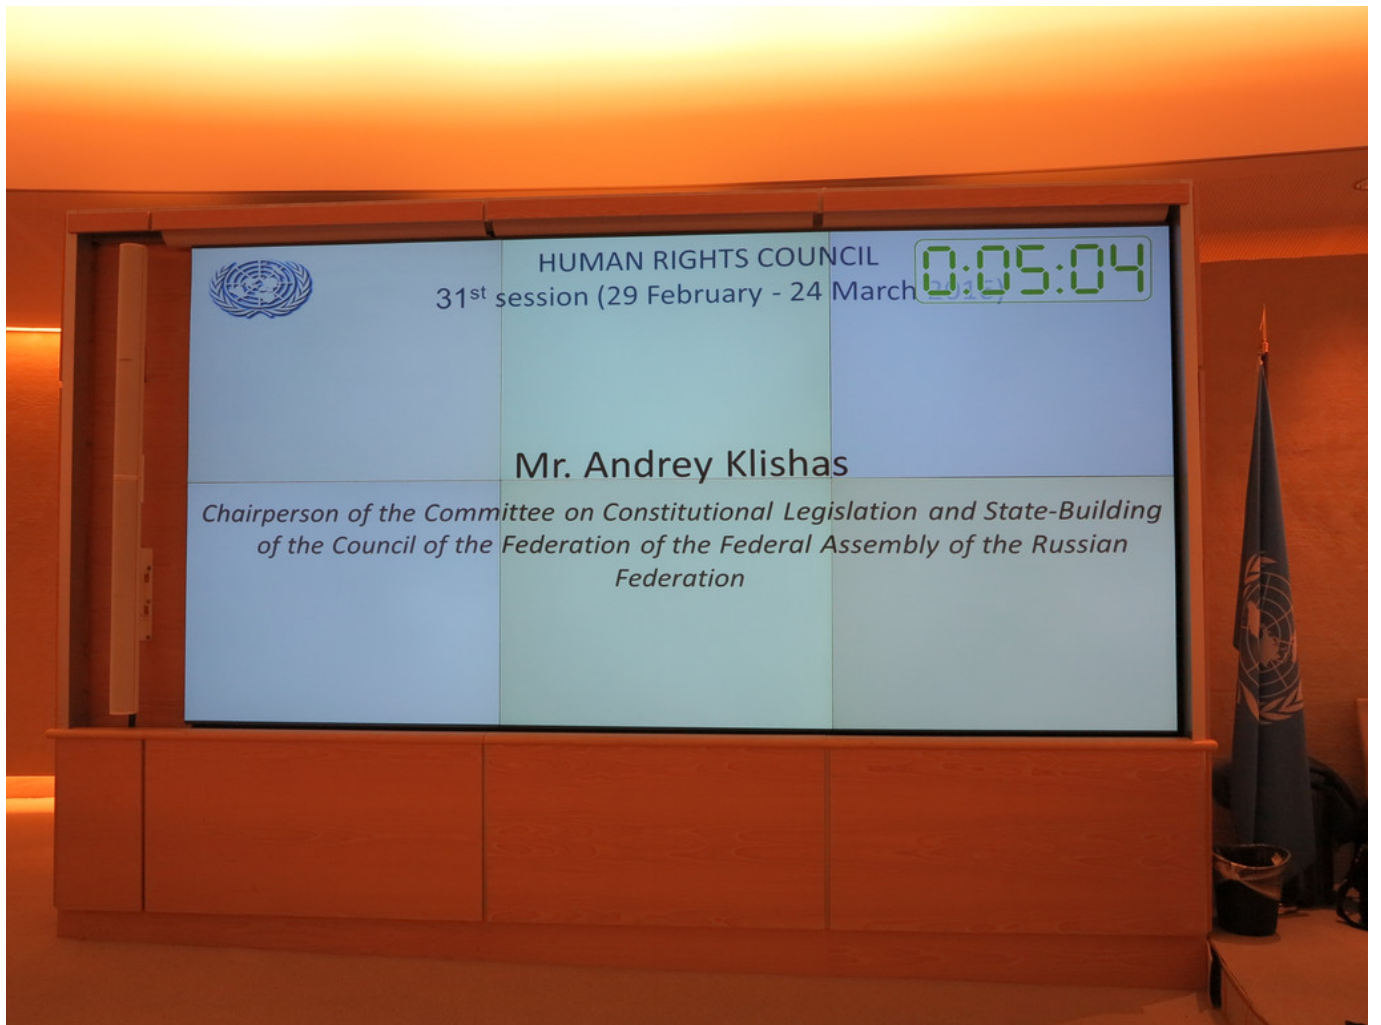 HUMAN RIGHTS COUNCIL
0:05:04
31st session (29 February - 24 March 2016)
Mr. Andrey Klishas
Chairperson of the Committee on Constitutional Legislation and State-Building
of the Council of the Federation of the Federal Assembly of the Russian
Federation